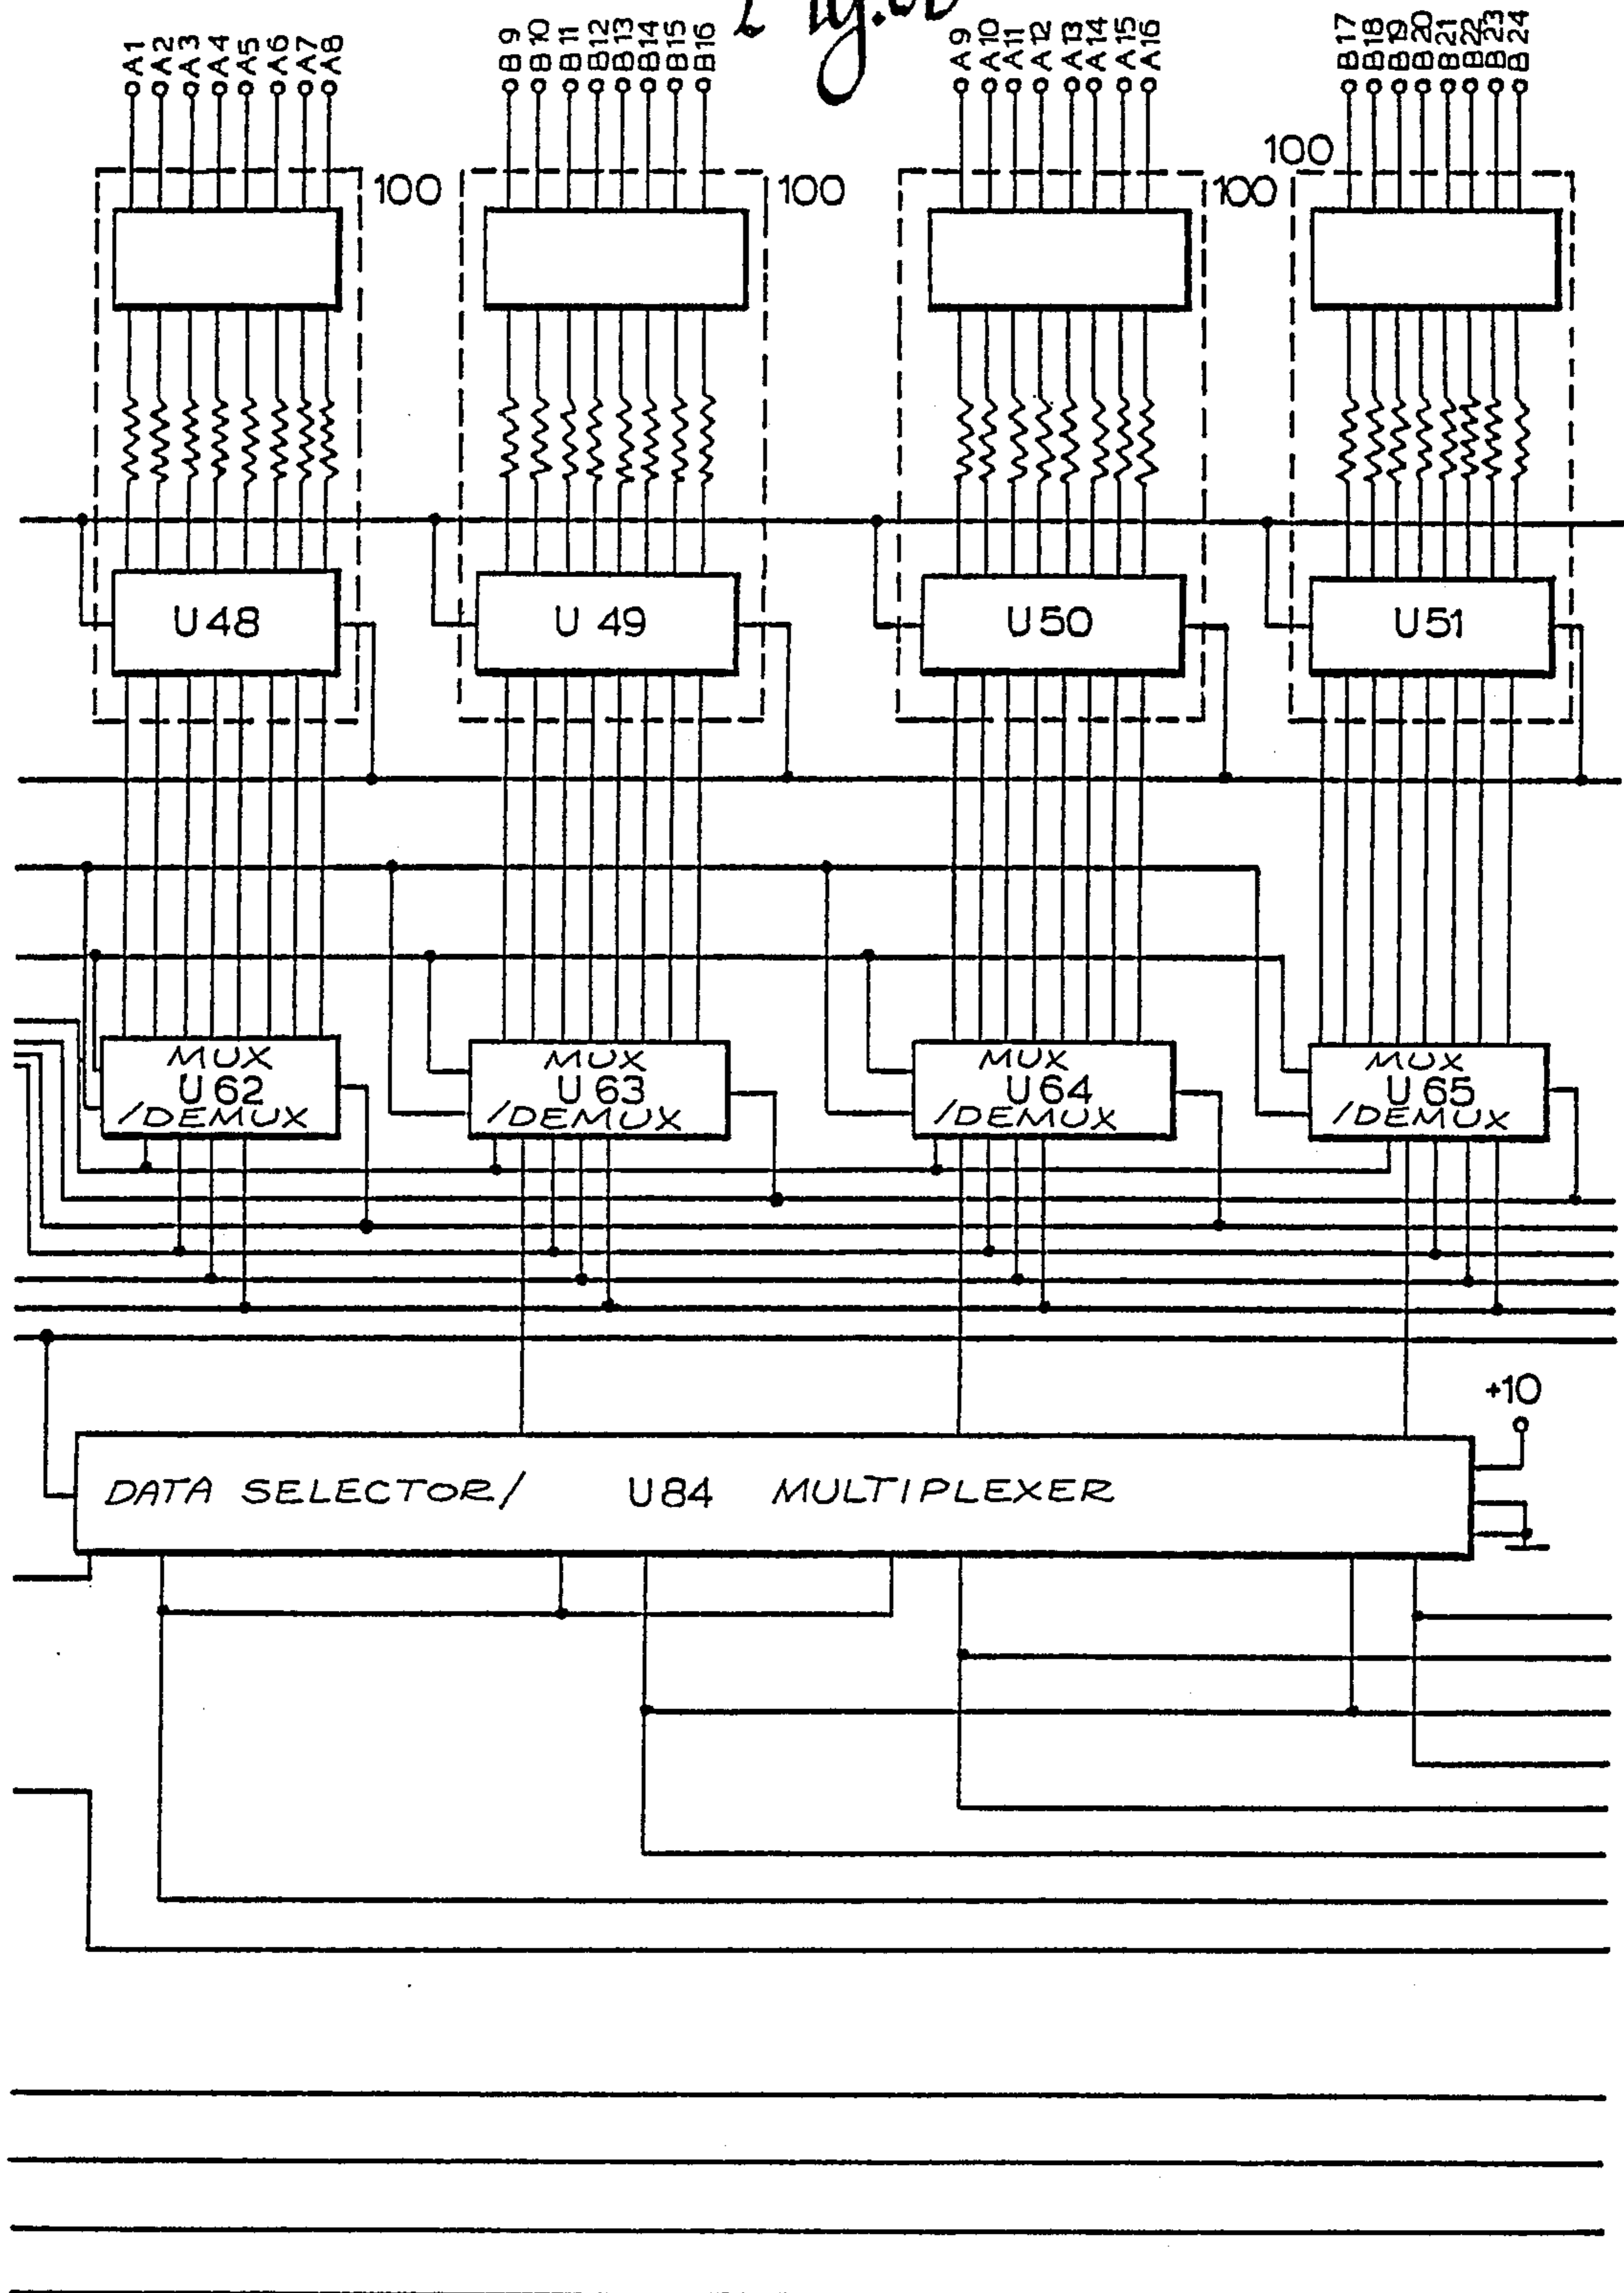 A1 A2 A3 A4 A5 A6 A7 A8
B9 B10 B11 B12 B13 B14 B15 B16
A9 A10 A11 A12 A13 A14 A15 A16
B17 B18 B19 B20 B21 B22 B23 B24
100
100
100
100
U48
U49
U50
U51
MUX
U62
/DEMUX
MUX
U63
/DEMUX
MUX
U64
/DEMUX
MUX
U65
/DEMUX
+10
DATA SELECTOR/ U84 MULTIPLEXER